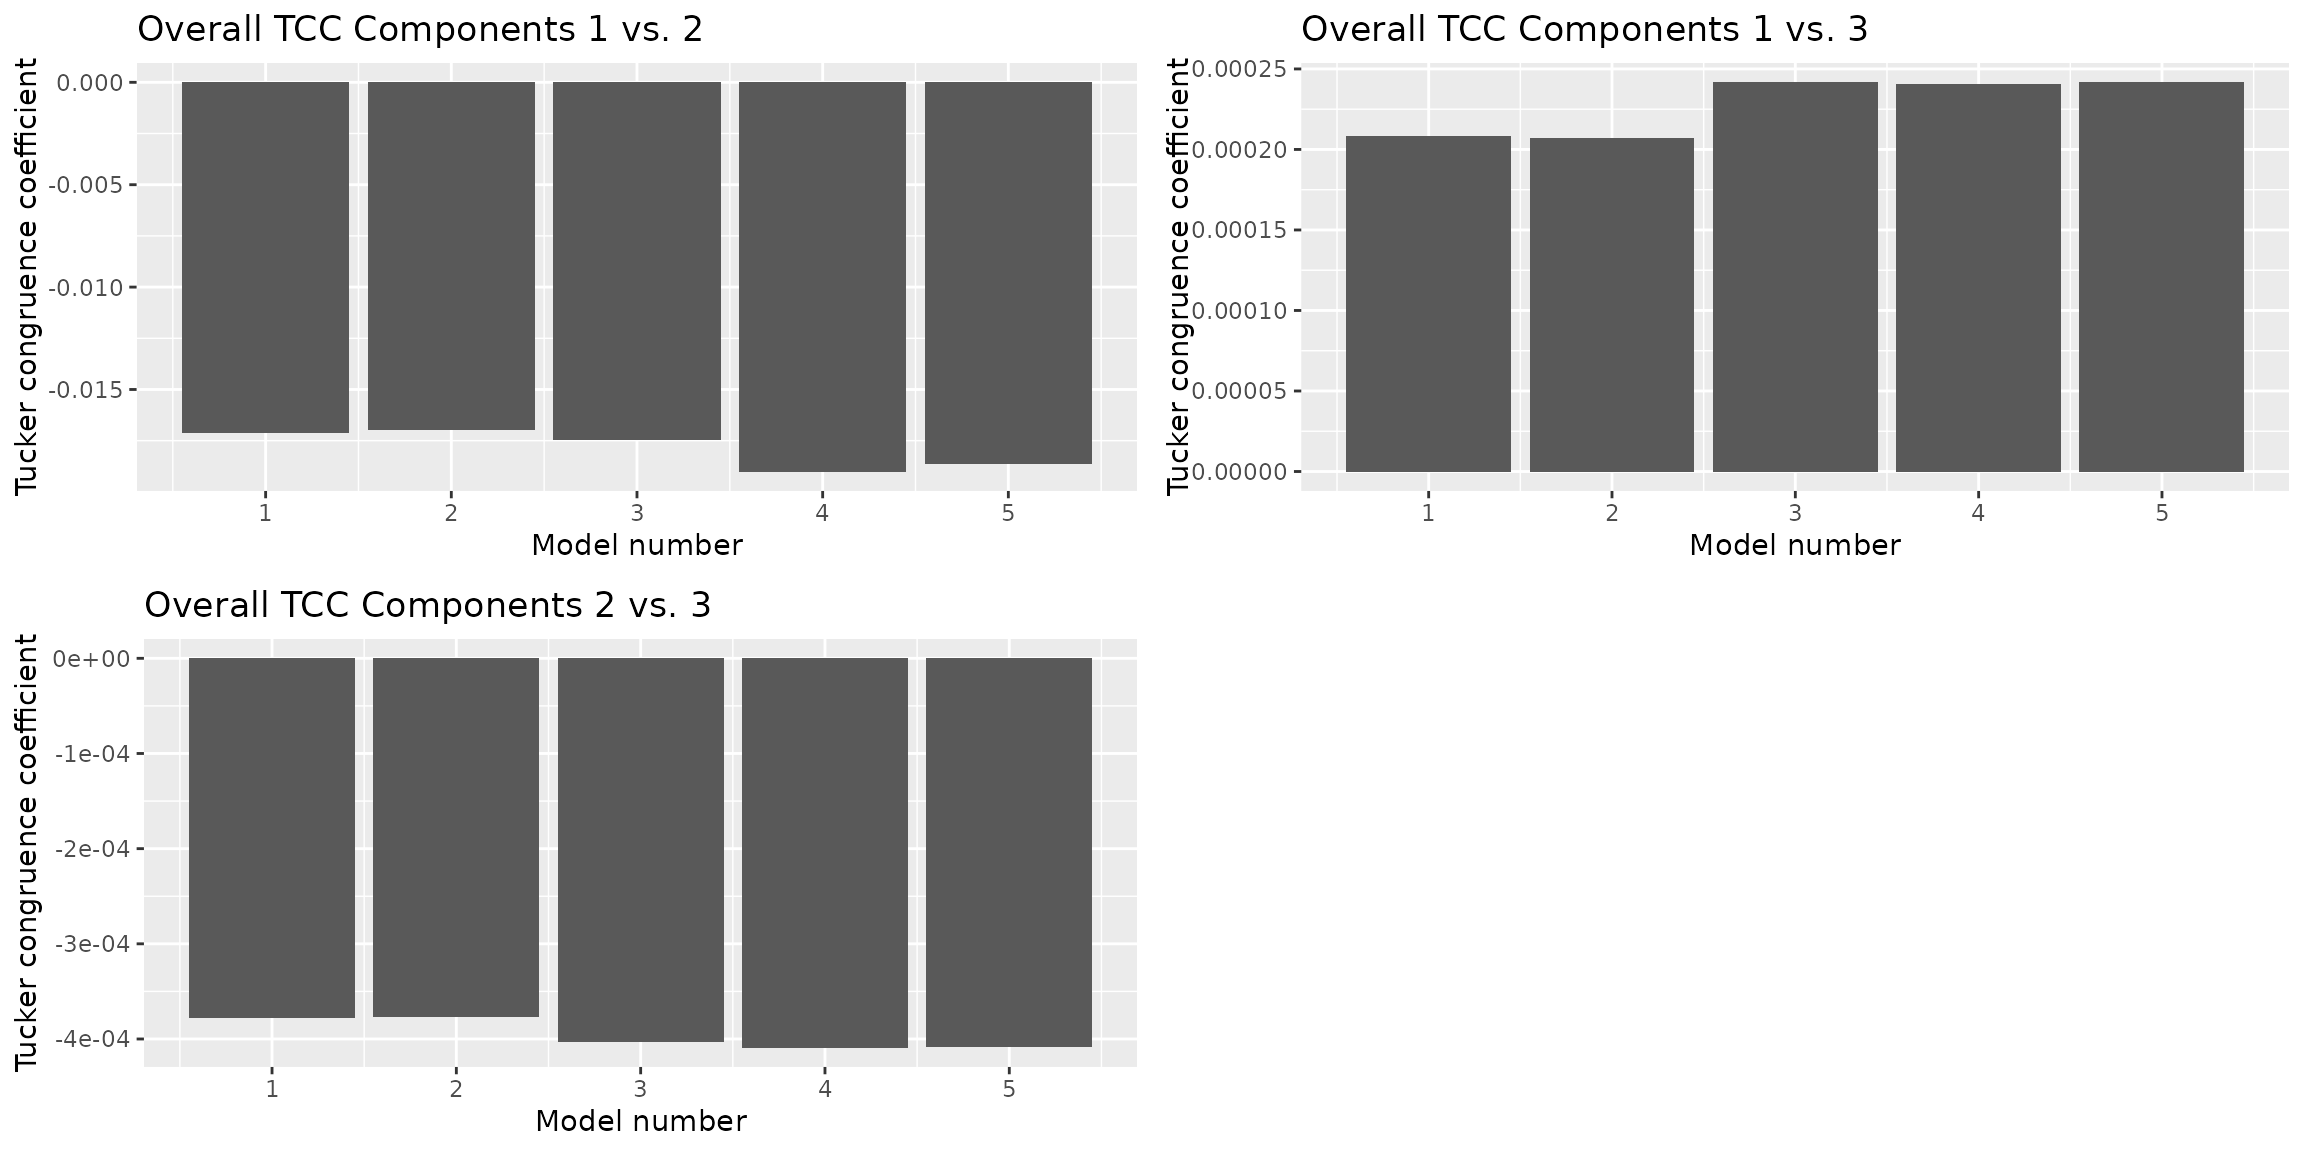 Overall TCC Components 1 vs. 2
Tucker congruence coefficient
0.000
-0.005
-0.010
-0.015
1 2 3 4 5
Model number
Overall TCC Components 1 vs. 3
Tucker congruence coefficient
0.00025
0.00020
0.00015
0.00010
0.00005
0.00000
1 2 3 4 5
Model number
Overall TCC Components 2 vs. 3
Tucker congruence coefficient
0e+00
-1e-04
-2e-04
-3e-04
-4e-04
1 2 3 4 5
Model number